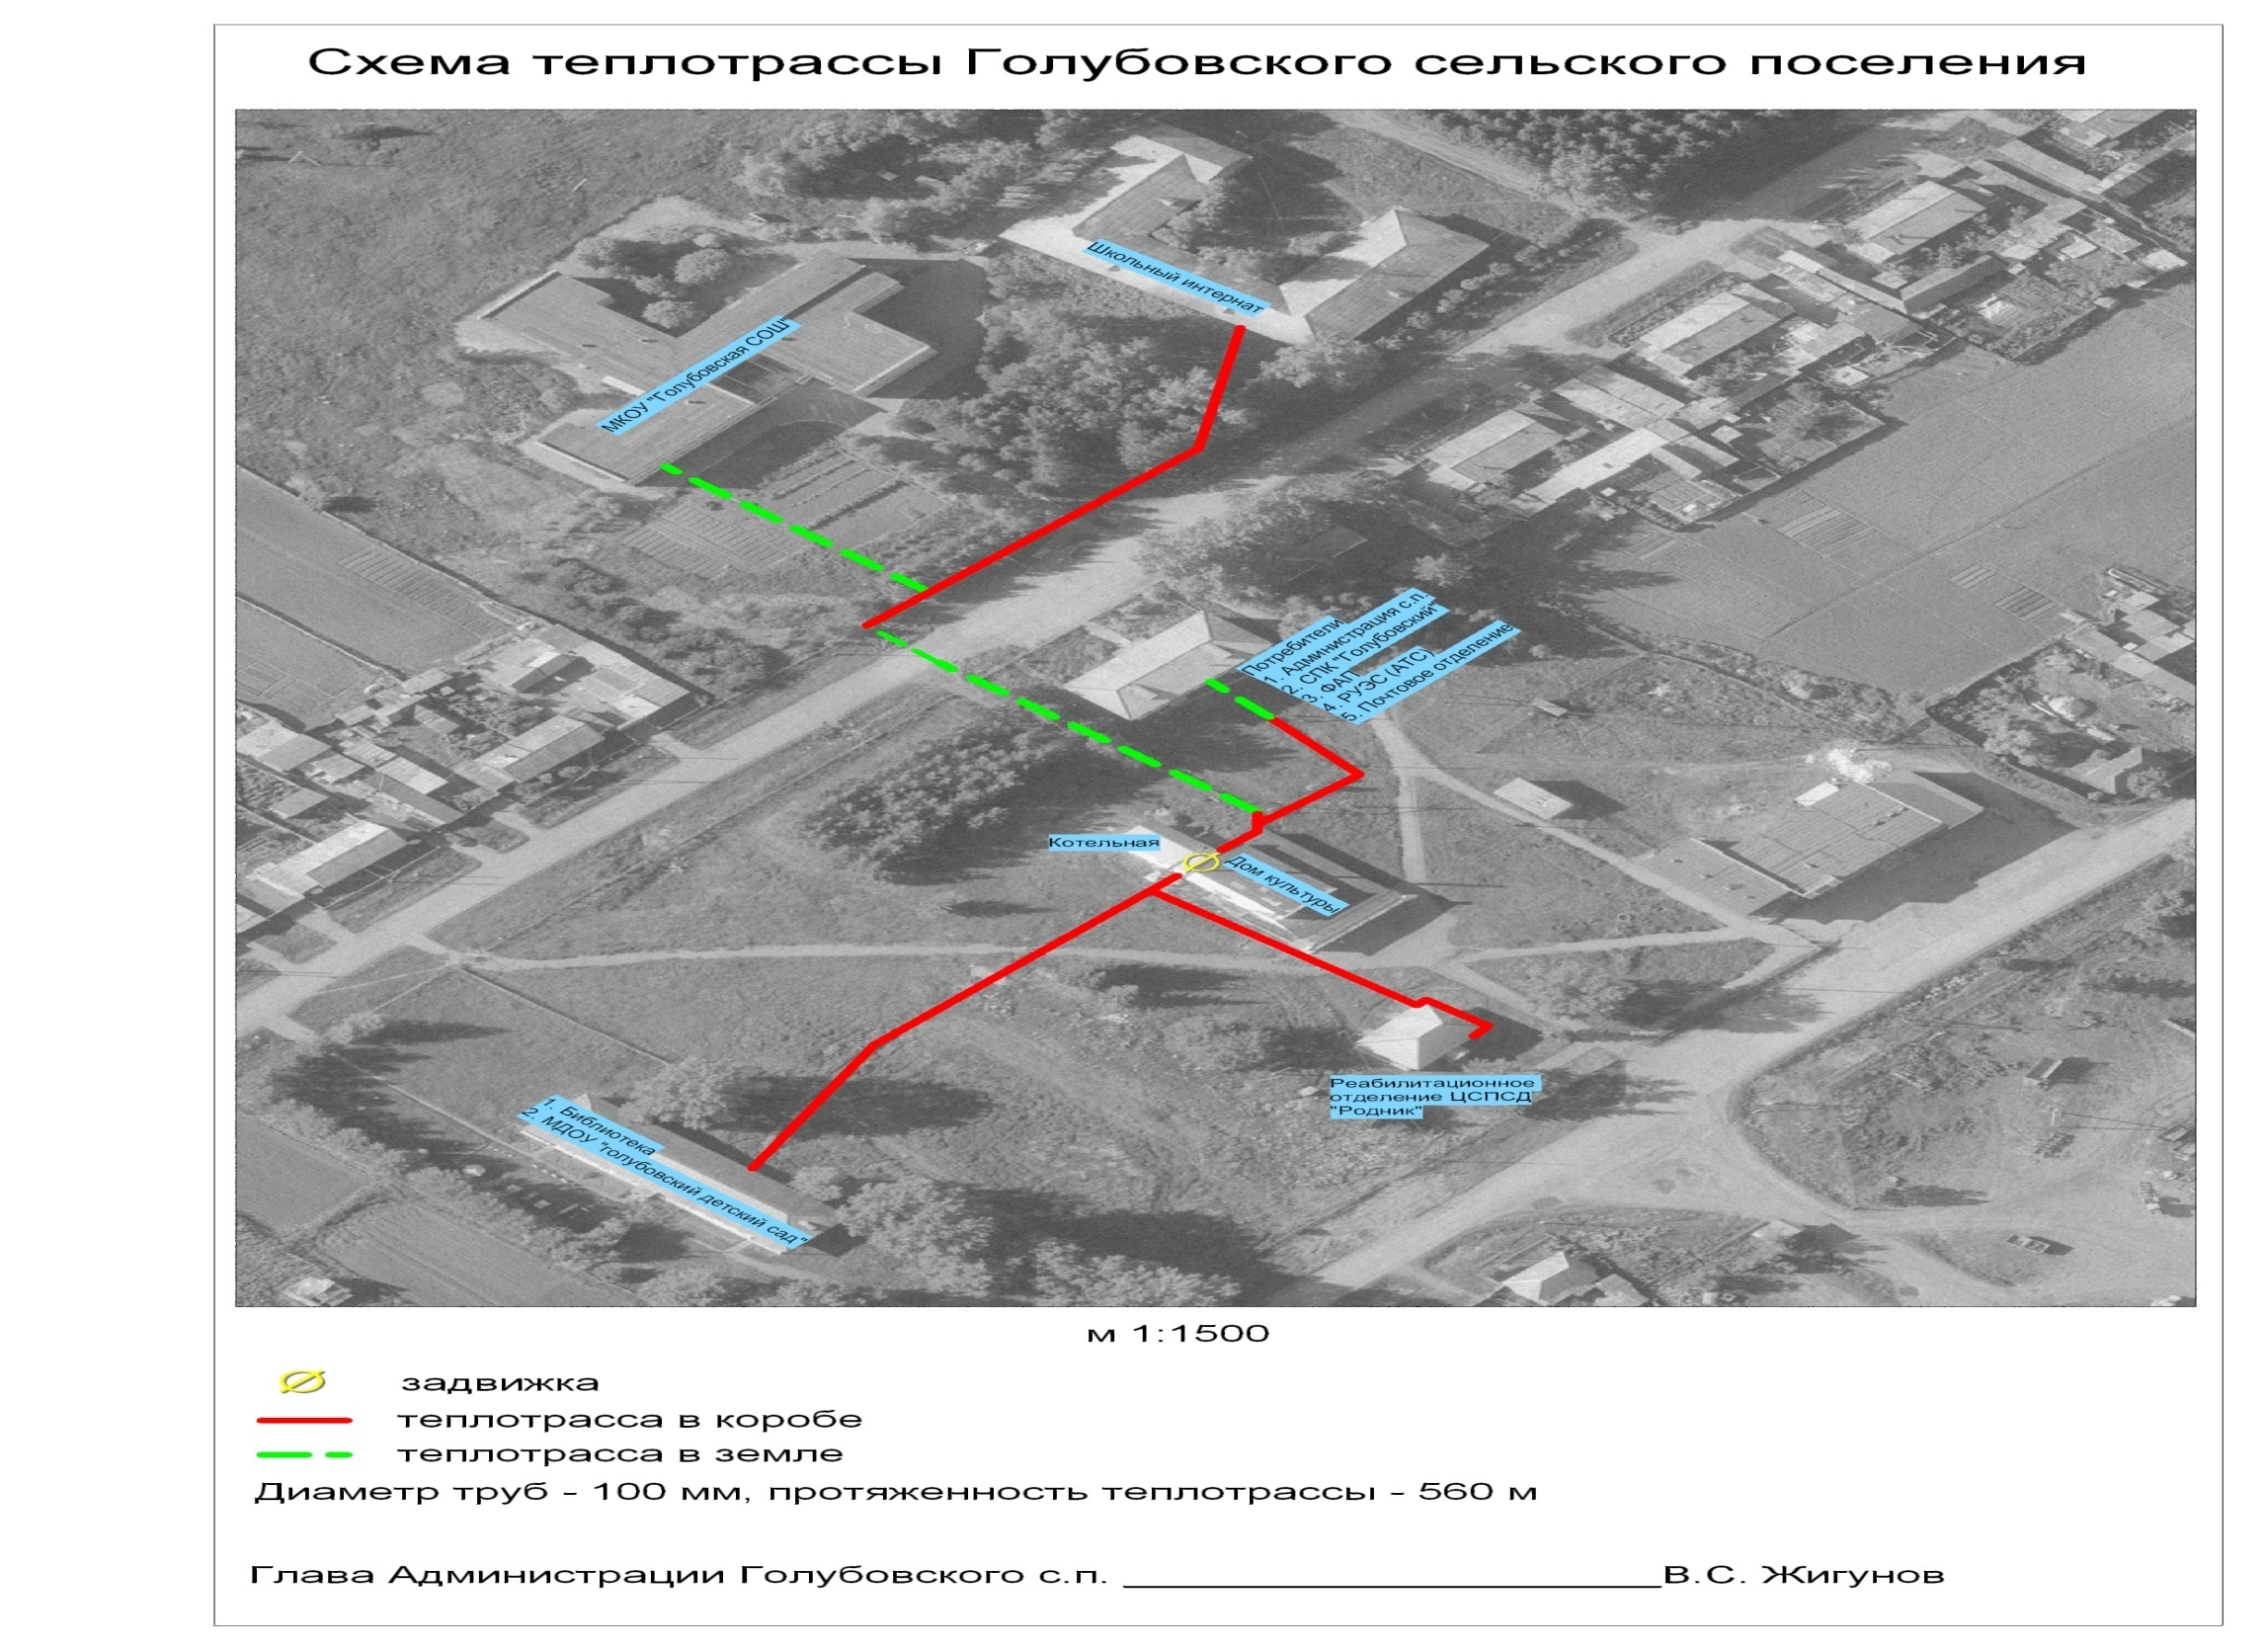 Схема теплотрассы Голубовского сельского поселения
Школьный интернат
МКОУ "Голубовская СОШ"
Потребители
1. Администрация с.п.
2. СПК "Голубовский"
3. ФАП
4. РУЭС (АТС)
5. Почтовое отделение
Котельная
Дом культуры
Реабилитационное
отделение ЦСПСД
"Родник"
1. Библиотека
2. МДОУ "голубовский детский сад"
м 1:1500
задвижка
теплотрасса в коробе
теплотрасса в земле
Диаметр труб - 100 мм, протяженность теплотрассы - 560 м
Глава Администрации Голубовского с.п. ______________________В.С. Жигунов